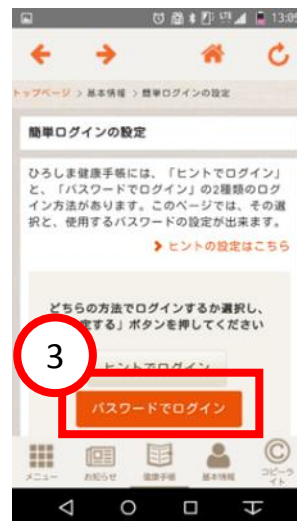 13:09
トップページ > 基本情報 > 簡単ログインの設定
簡単ログインの設定
ひろしま健康手帳には、「ヒントでログイン」
と、「パスワードでログイン」の2種類のログ
イン方法があります。このページでは、その選
択と、使用するパスワードの設定が出来ます。
ヒントの設定はこちら
どちらの方法でログインするか選択し、
定する」ボタンを押してください
3
ヒントでログイン
パスワードでログイン
メニュー
お知らせ
健康手帳
基本情報
コピーラ
イト